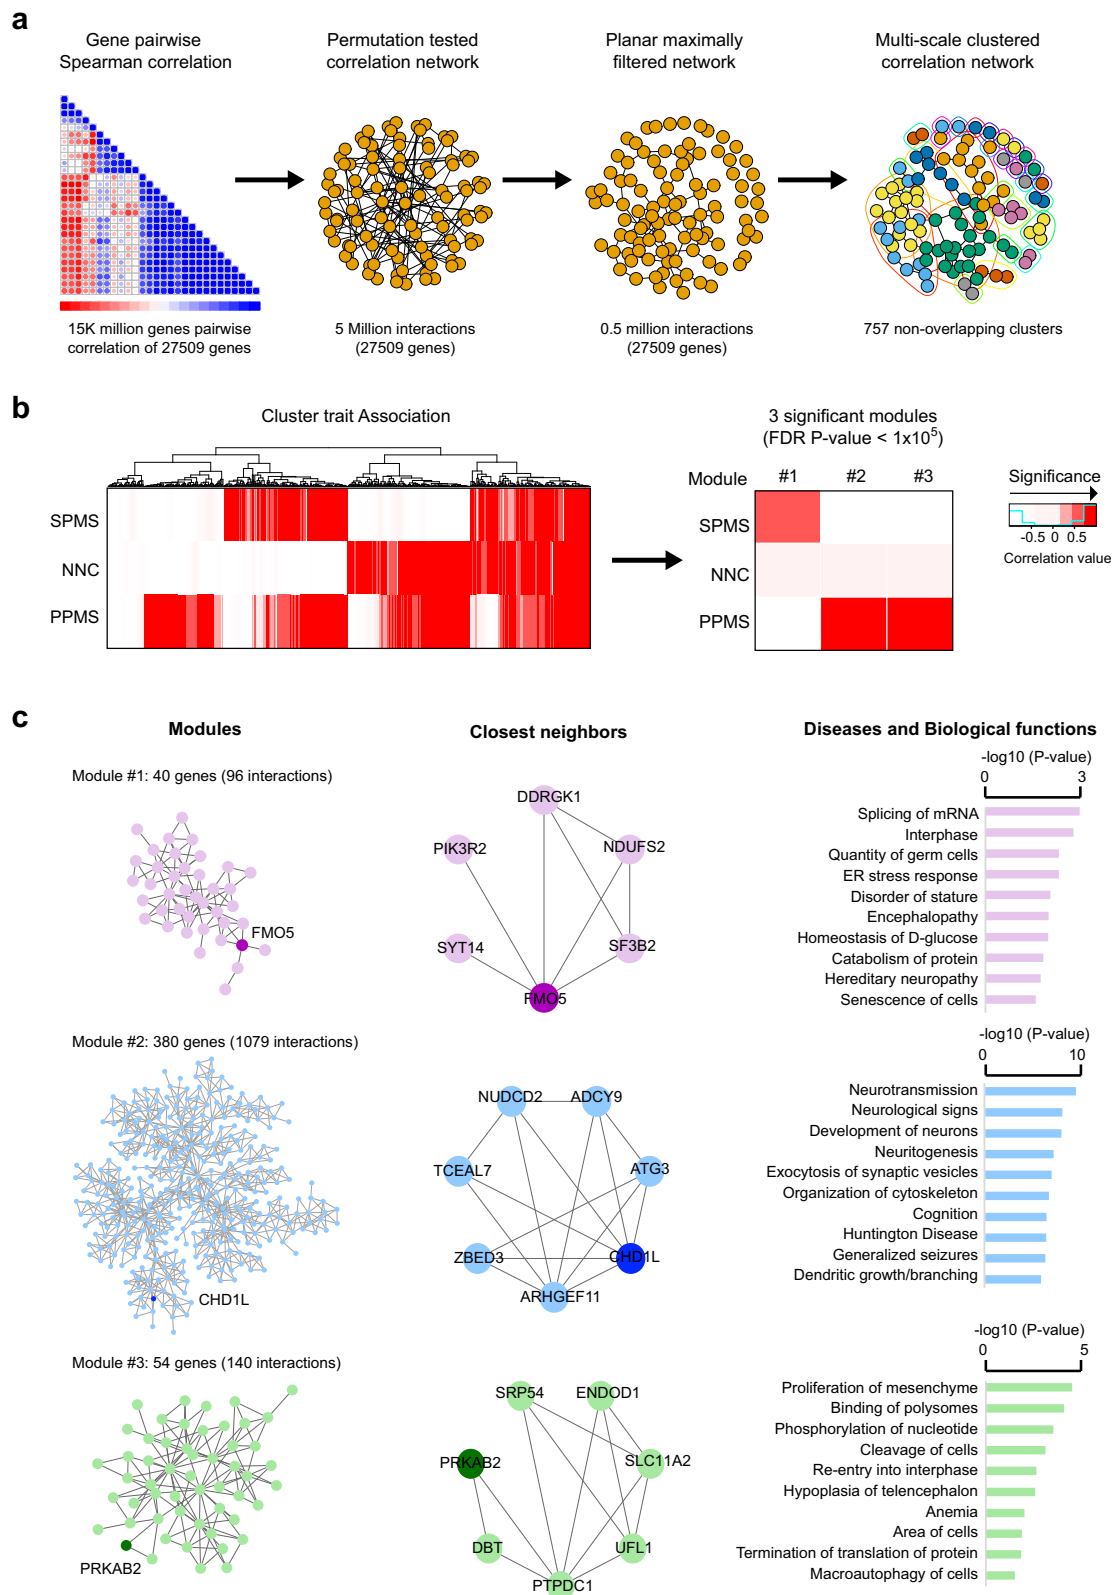 a
Gene pairwise
Spearman correlation
Permutation tested
correlation network
Planar maximally
filtered network
Multi-scale clustered
correlation network
15K million genes pairwise
correlation of 27509 genes
5 Million interactions
(27509 genes)
0.5 million interactions
(27509 genes)
757 non-overlapping clusters
b
Cluster trait Association
3 significant modules
(FDR P-value < 1x10⁵)
SPMS
NNC
PPMS
Module #1 #2 #3
SPMS
NNC
PPMS
Significance
-0.5 0 0.5
Correlation value
c
Modules
Closest neighbors
Diseases and Biological functions
Module #1: 40 genes (96 interactions)
FMO5
DDRGK1
PIK3R2
NDUFS2
SYT14
SF3B2
FMO5
-log10 (P-value)
0 3
Splicing of mRNA
Interphase
Quantity of germ cells
ER stress response
Disorder of stature
Encephalopathy
Homeostasis of D-glucose
Catabolism of protein
Hereditary neuropathy
Senescence of cells
Module #2: 380 genes (1079 interactions)
CHD1L
NUDCD2
ADCY9
TCEAL7
ATG3
ZBED3
CHD1L
ARHGEF11
-log10 (P-value)
0 10
Neurotransmission
Neurological signs
Development of neurons
Neuritogenesis
Exocytosis of synaptic vesicles
Organization of cytoskeleton
Cognition
Huntington Disease
Generalized seizures
Dendritic growth/branching
Module #3: 54 genes (140 interactions)
PRKAB2
SRP54
ENDOD1
PRKAB2
SLC11A2
DBT
UFL1
PTPDC1
-log10 (P-value)
0 5
Proliferation of mesenchyme
Binding of polysomes
Phosphorylation of nucleotide
Cleavage of cells
Re-entry into interphase
Hypoplasia of telencephalon
Anemia
Area of cells
Termination of translation of protein
Macroautophagy of cells